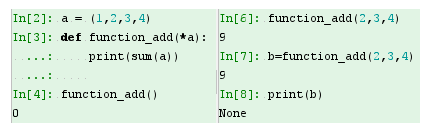 In[2]: a = (1,2,3,4)
In[3]: def function_add(*a):
.....:     print(sum(a))
.....:
In[4]: function_add()
0
In[6]: function_add(2,3,4)
9
In[7]: b=function_add(2,3,4)
9
In[8]: print(b)
None